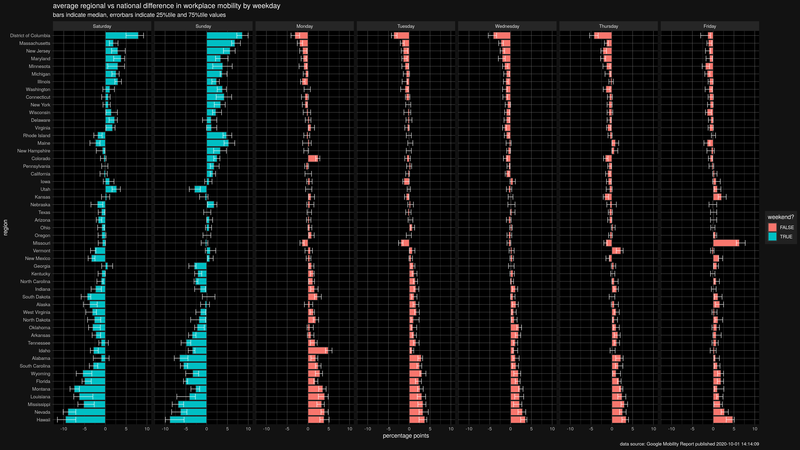 average regional vs national difference in workplace mobility by weekday
bars indicate median, errorbars indicate 25%tile and 75%tile values
Saturday Sunday Monday Tuesday Wednesday Thursday Friday
District of Columbia
Massachusetts
New Jersey
Maryland
Minnesota
Michigan
Illinois
Washington
Connecticut
New York
Wisconsin
Delaware
Virginia
Rhode Island
Maine
New Hampshire
Colorado
Pennsylvania
California
Iowa
Utah
Kansas
Nebraska
Texas
Arizona
Ohio
Oregon
Missouri
Vermont
New Mexico
Georgia
Kentucky
North Carolina
Indiana
South Dakota
Alaska
West Virginia
North Dakota
Oklahoma
Arkansas
Tennessee
Idaho
Alabama
South Carolina
Wyoming
Florida
Montana
Louisiana
Mississippi
Nevada
Hawaii
region
-10 -5 0 5 10 -10 -5 0 5 10 -10 -5 0 5 10 -10 -5 0 5 10 -10 -5 0 5 10 -10 -5 0 5 10 -10 -5 0 5 10
percentage points
weekend?
FALSE
TRUE
data source: Google Mobility Report published 2020-10-01 14:14:09